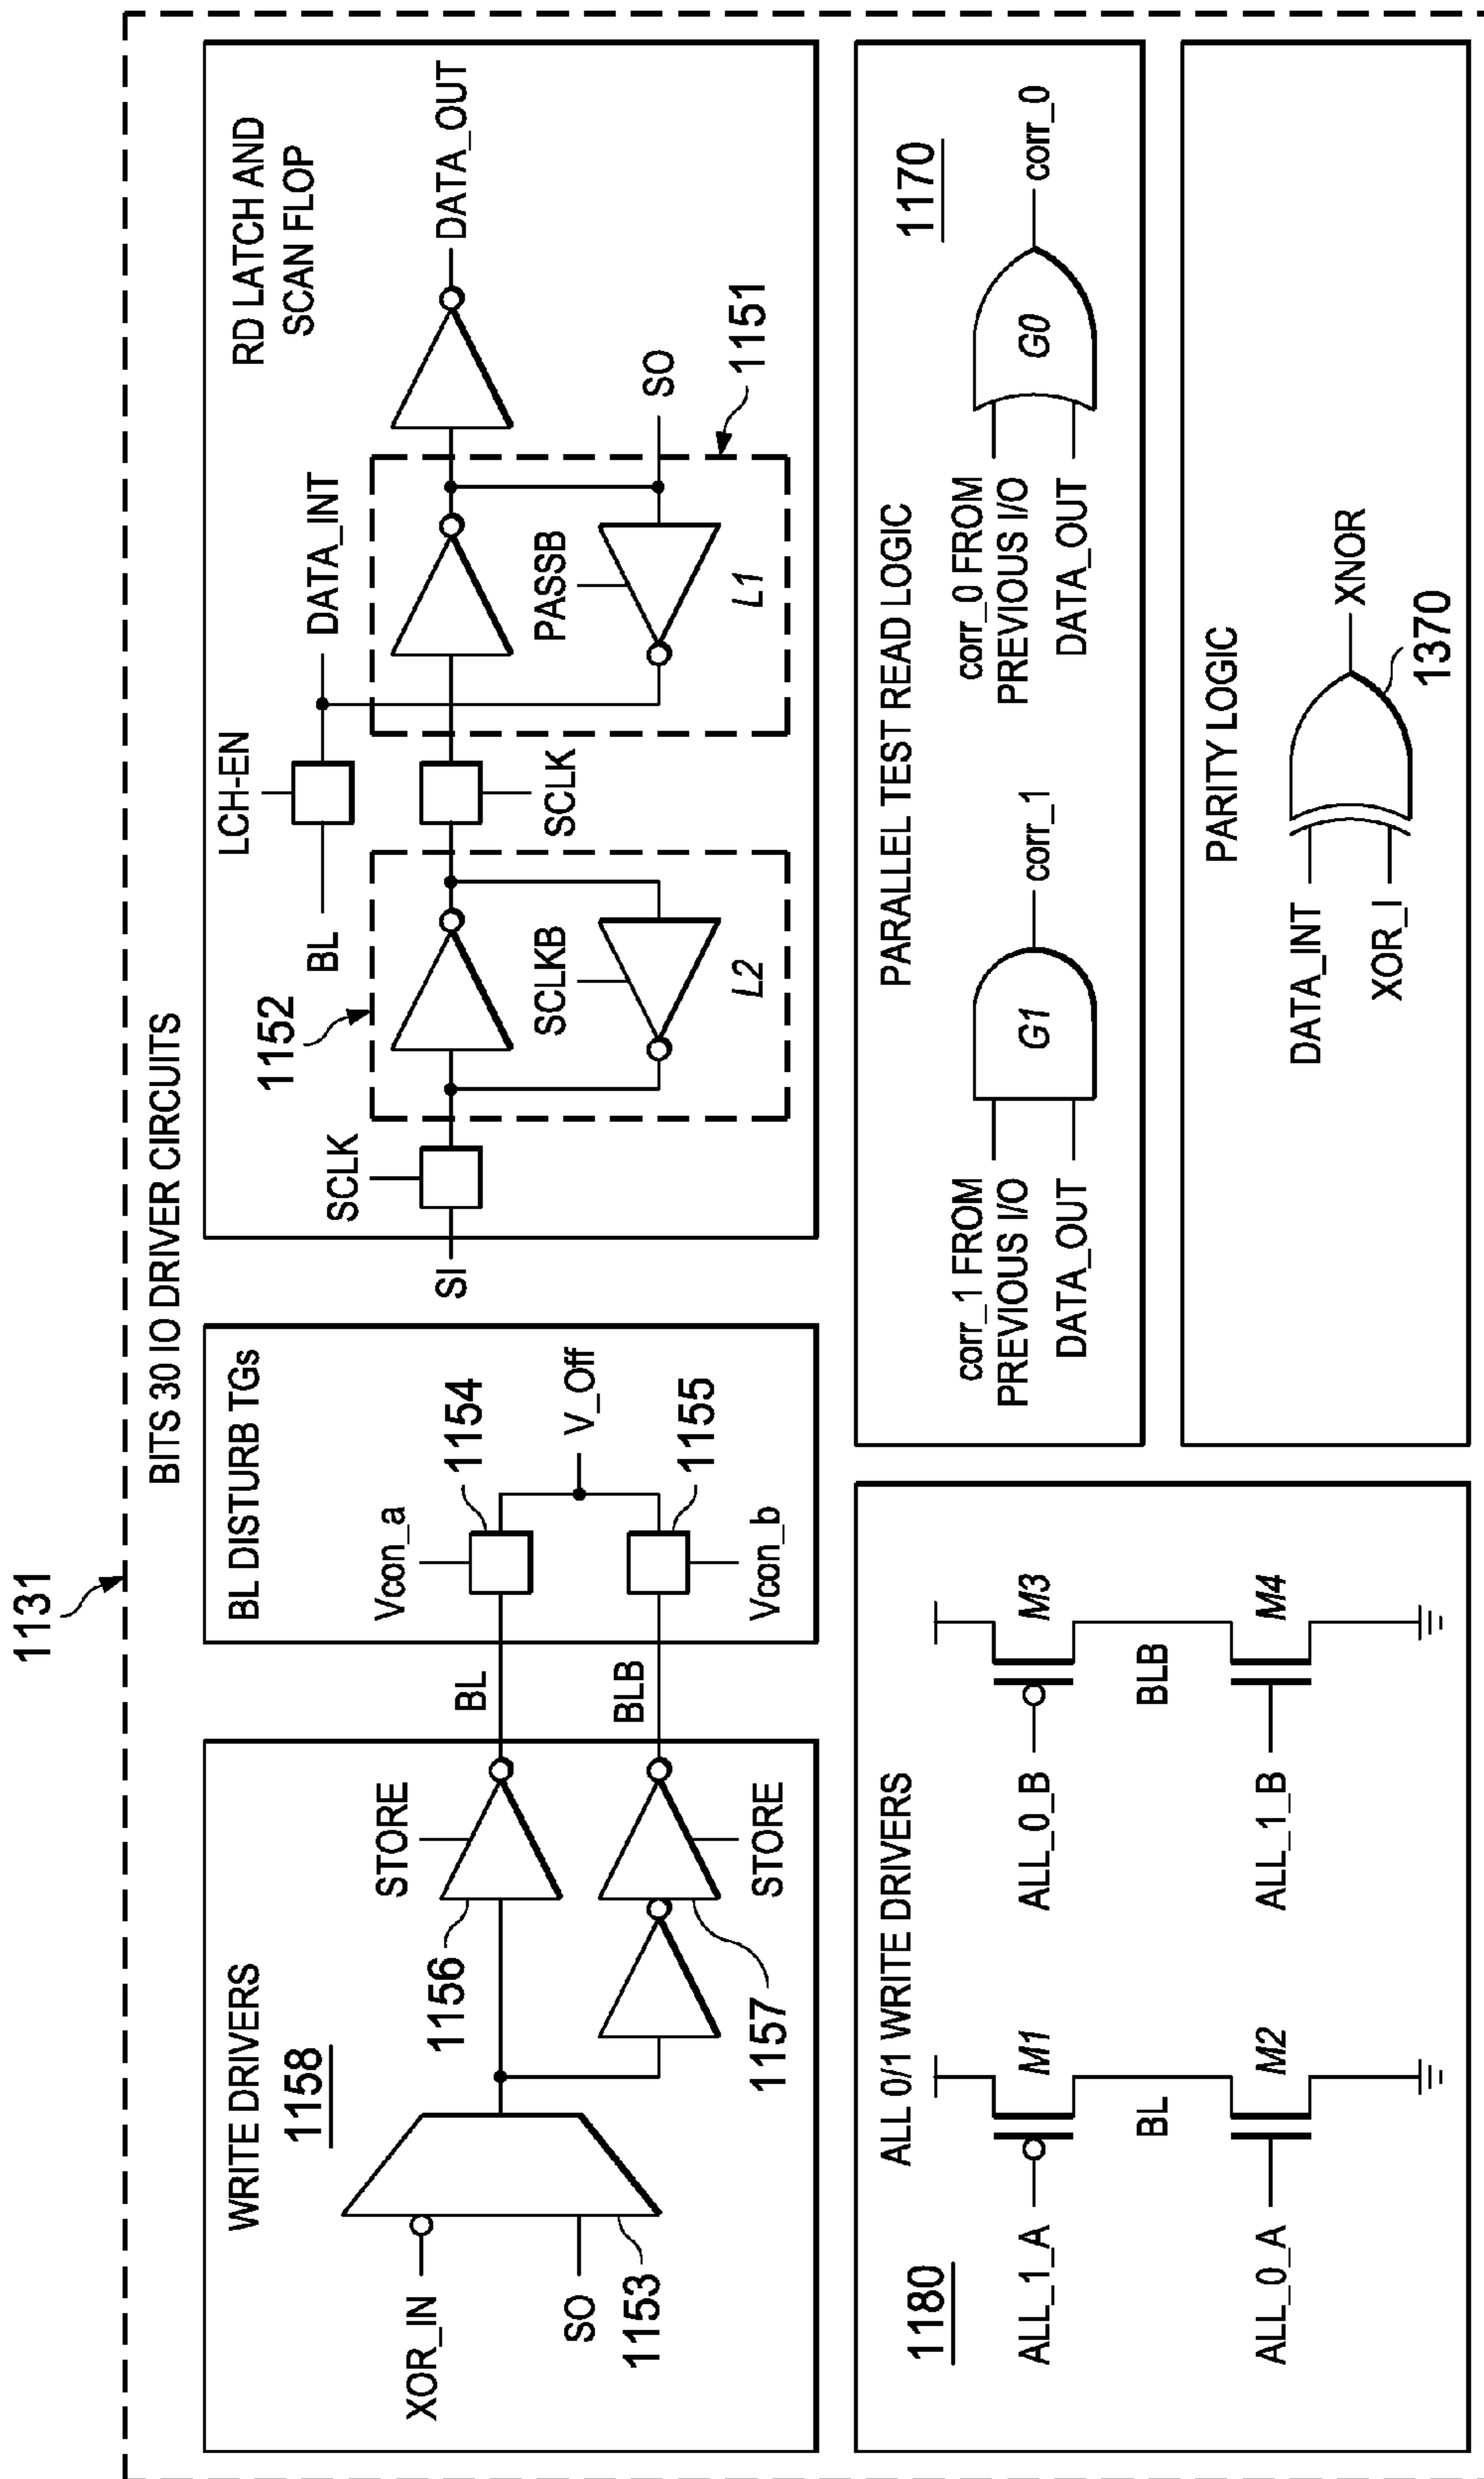 1131
BITS 30 IO DRIVER CIRCUITS
WRITE DRIVERS
1158
XOR_IN
SO
1153
STORE
1156
1157
STORE
BL
BLB
BL DISTURB TGs
Vcon_a
1154
V_Off
1155
Vcon_b
RD LATCH AND
SCAN FLOP
SI
SCLK
1152
BL
LCH-EN
DATA_INT
SCLKB
L2
SCLK
PASSB
L1
SO
1151
DATA_OUT
ALL 0/1 WRITE DRIVERS
1180
ALL_1_A
M1
BL
ALL_0_A
M2
ALL_0_B
M3
BLB
ALL_1_B
M4
PARALLEL TEST READ LOGIC
1170
corr_1 FROM
PREVIOUS I/O
DATA_OUT
G1
corr_1
corr_0 FROM
PREVIOUS I/O
DATA_OUT
G0
corr_0
PARITY LOGIC
DATA_INT
XOR_I
XNOR
1370